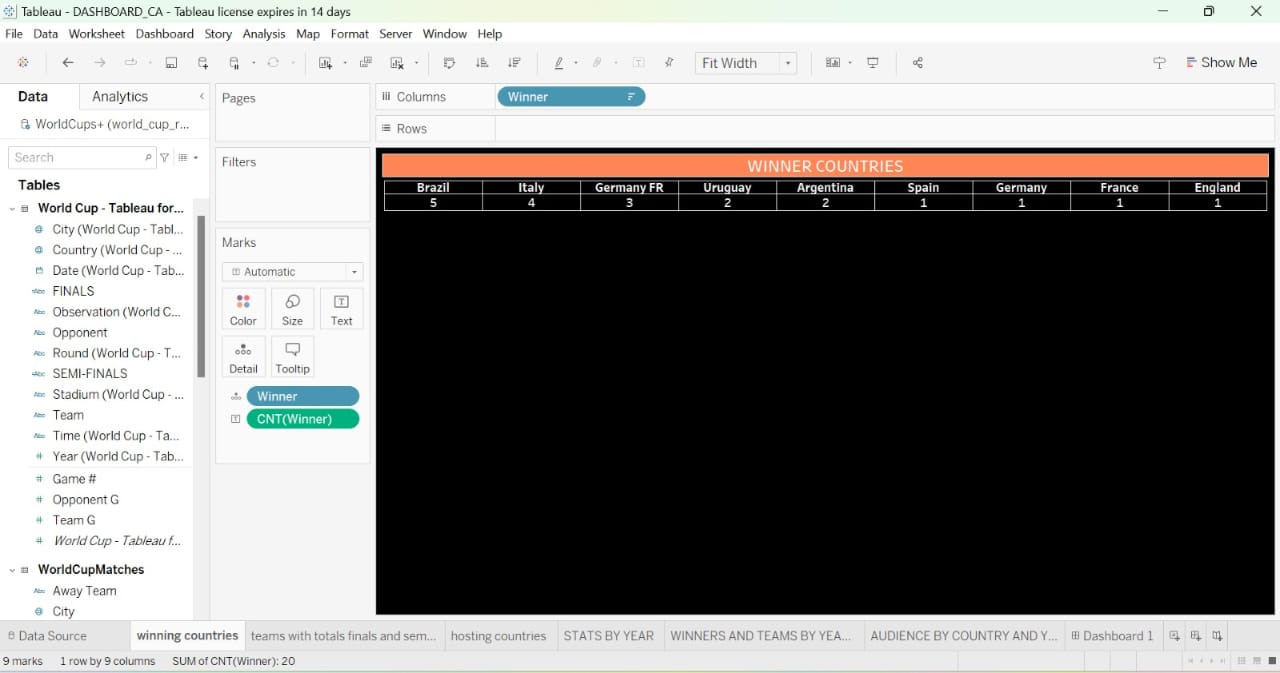 Tableau - DASHBOARD_CA - Tableau license expires in 14 days
File Data Worksheet Dashboard Story Analysis Map Format Server Window Help
Fit Width
Show Me
Data Analytics
WorldCups+ (world_cup_r...
Search
Tables
World Cup - Tableau for...
City (World Cup - Tabl...
Country (World Cup - ...
Date (World Cup - Tab...
FINALS
Observation (World C...
Opponent
Round (World Cup - T...
SEMI-FINALS
Stadium (World Cup - ...
Team
Time (World Cup - Ta...
Year (World Cup - Tab...
Game #
Opponent G
Team G
World Cup - Tableau f...
WorldCupMatches
Away Team
City
Pages
Filters
Marks
Automatic
Color Size Text
Detail Tooltip
Winner
CNT(Winner)
Columns Winner
Rows
WINNER COUNTRIES
Brazil Italy Germany FR Uruguay Argentina Spain Germany France England
5 4 3 2 2 1 1 1 1
Data Source winning countries teams with totals finals and sem... hosting countries STATS BY YEAR WINNERS AND TEAMS BY YEA... AUDIENCE BY COUNTRY AND Y... Dashboard 1
9 marks 1 row by 9 columns SUM of CNT(Winner): 20